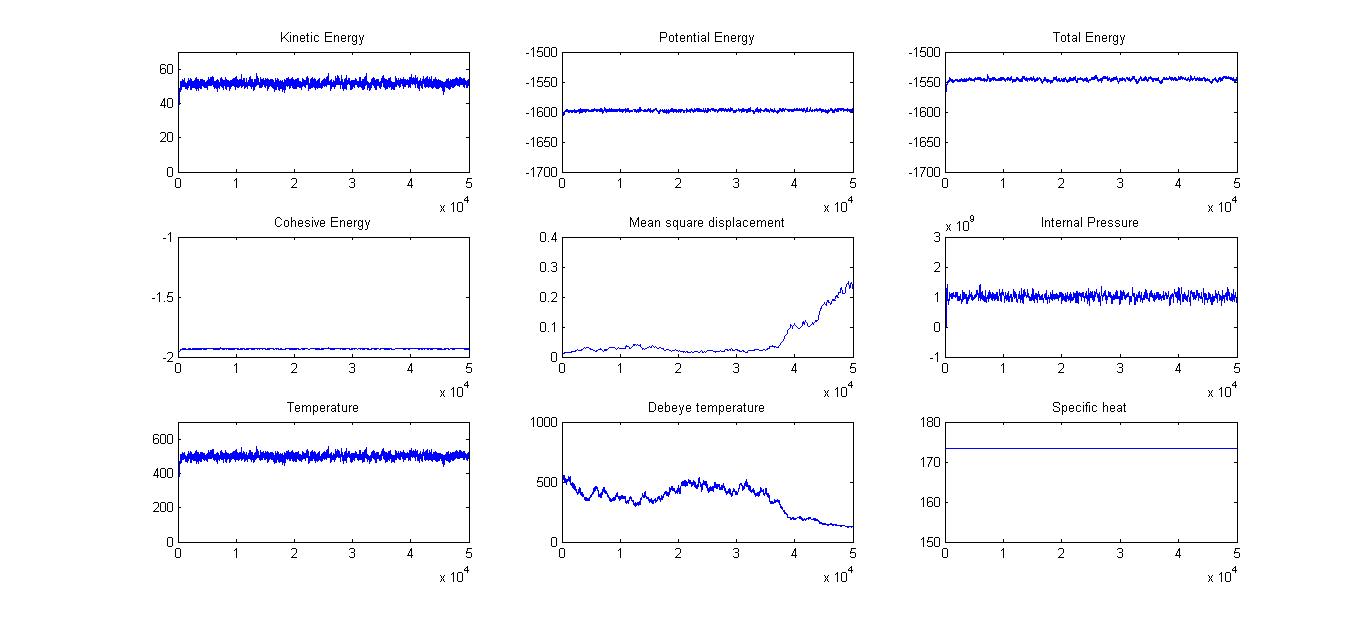 Kinetic Energy
60
40
20
0
0 1 2 3 4 5
x 10^4
Potential Energy
-1500
-1550
-1600
-1650
-1700
0 1 2 3 4 5
x 10^4
Total Energy
-1500
-1550
-1600
-1650
-1700
0 1 2 3 4 5
x 10^4
Cohesive Energy
-1
-1.5
-2
0 1 2 3 4 5
x 10^4
Mean square displacement
0.4
0.3
0.2
0.1
0
0 1 2 3 4 5
x 10^4
Internal Pressure
x 10^9
3
2
1
0
-1
0 1 2 3 4 5
x 10^4
Temperature
600
400
200
0
0 1 2 3 4 5
x 10^4
Debeye temperature
1000
500
0
0 1 2 3 4 5
x 10^4
Specific heat
180
170
160
150
0 1 2 3 4 5
x 10^4